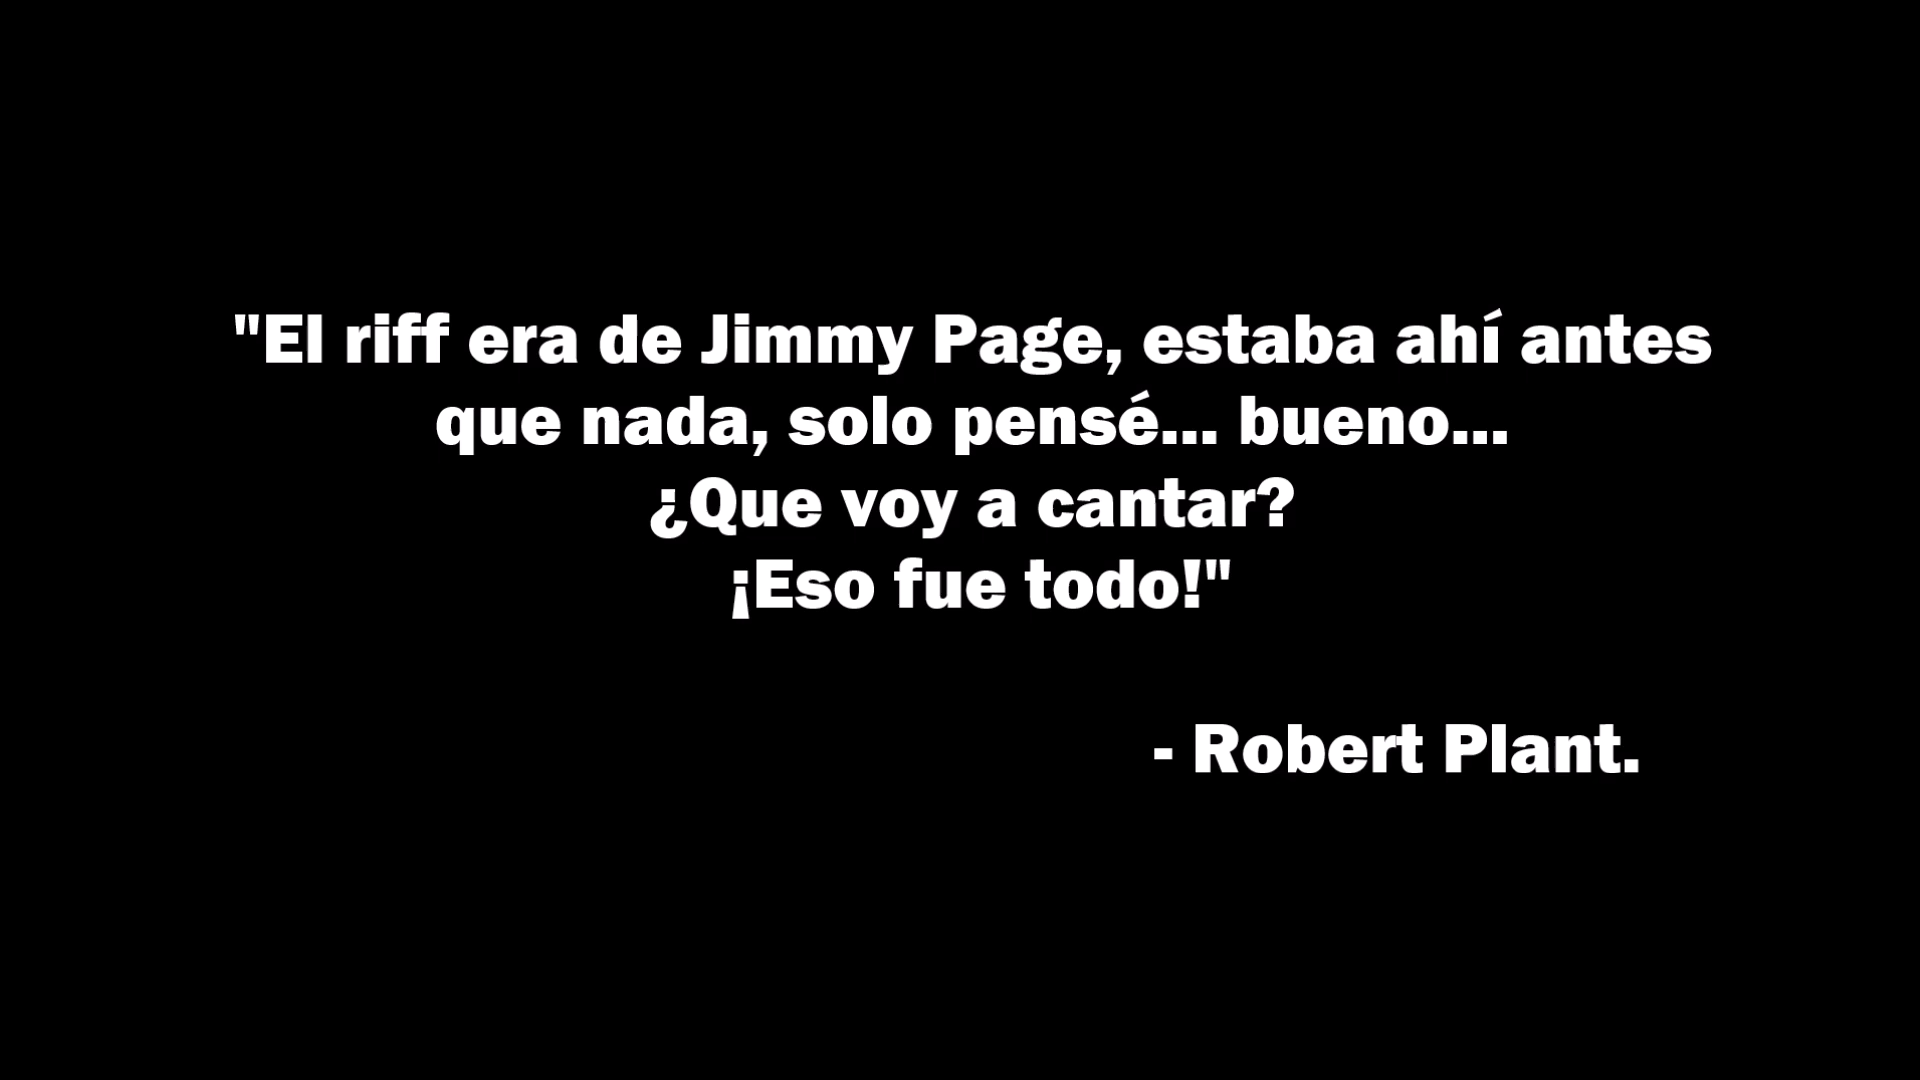 "El riff era de Jimmy Page, estaba ahí antes
que nada, solo pensé... bueno...
¿Que voy a cantar?
¡Eso fue todo!"
- Robert Plant.